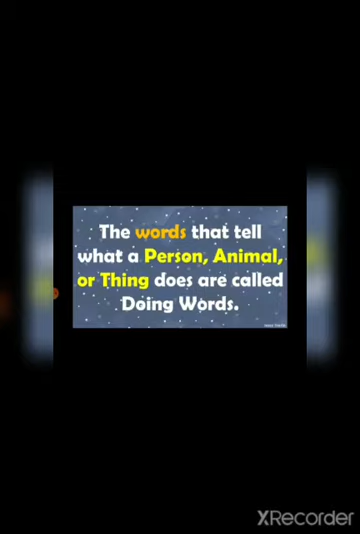 The words that tell
what a Person, Animal,
or Thing does are called
Doing Words.
XRecorder